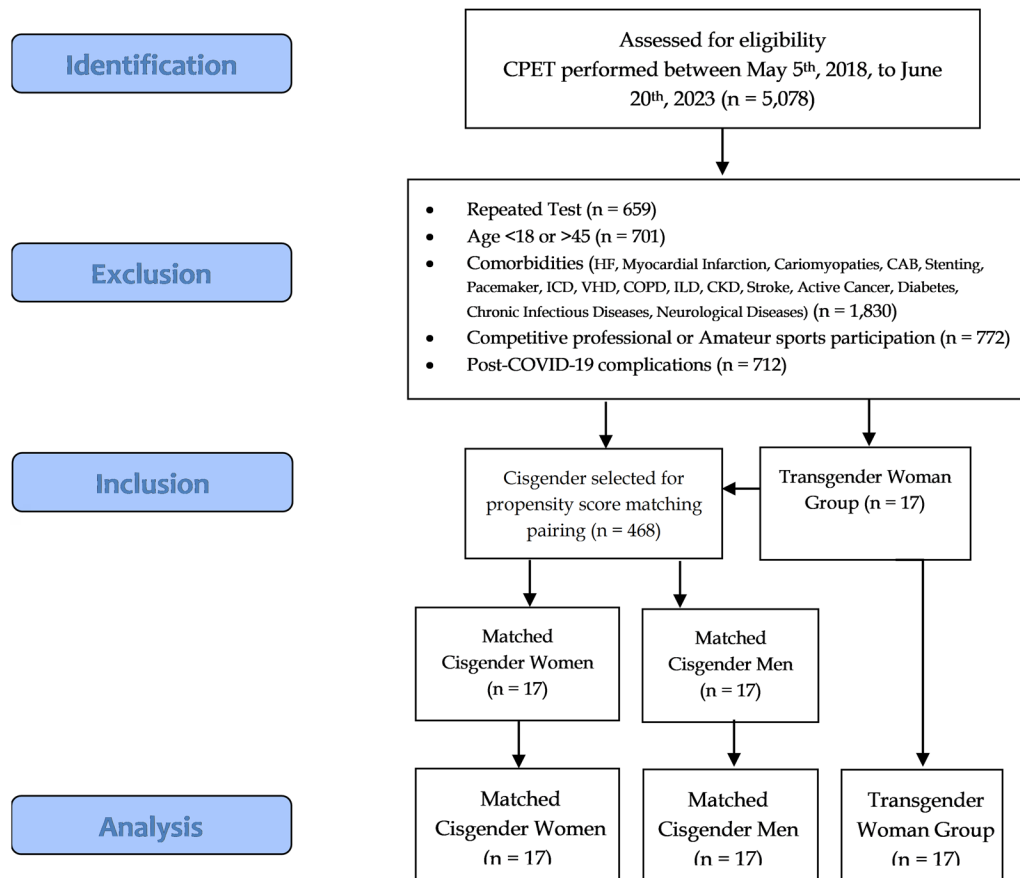 Identification
Assessed for eligibility
CPET performed between May 5th, 2018, to June
20th, 2023 (n = 5,078)
Exclusion
• Repeated Test (n = 659)
• Age <18 or >45 (n = 701)
• Comorbidities (HF, Myocardial Infarction, Cariomyopaties, CAB, Stenting,
Pacemaker, ICD, VHD, COPD, ILD, CKD, Stroke, Active Cancer, Diabetes,
Chronic Infectious Diseases, Neurological Diseases) (n = 1,830)
• Competitive professional or Amateur sports participation (n = 772)
• Post-COVID-19 complications (n = 712)
Inclusion
Cisgender selected for
propensity score matching
pairing (n = 468)
Transgender Woman
Group (n = 17)
Matched
Cisgender Women
(n = 17)
Matched
Cisgender Men
(n = 17)
Analysis
Matched
Cisgender Women
(n = 17)
Matched
Cisgender Men
(n = 17)
Transgender
Woman Group
(n = 17)